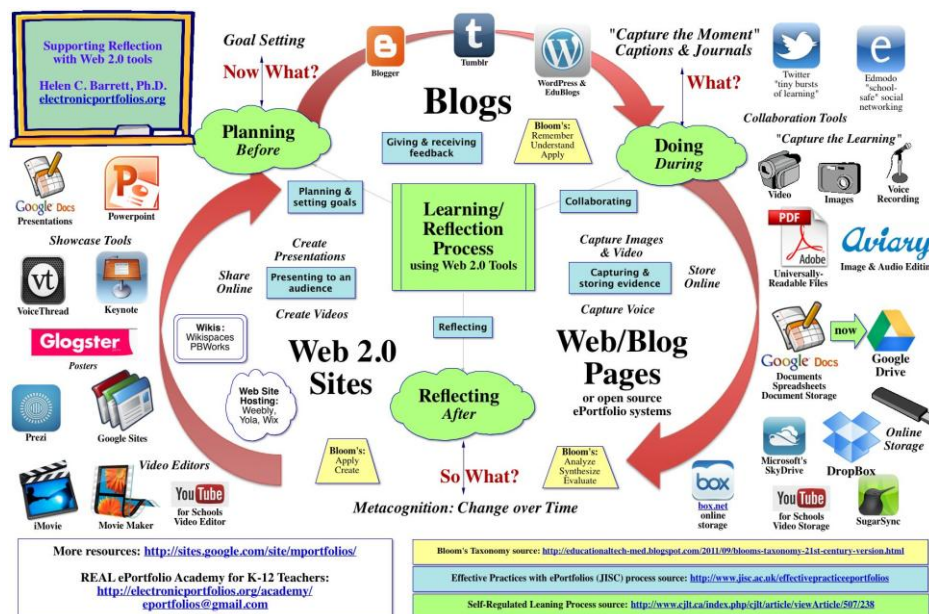 Supporting Reflection
with Web 2.0 tools
Helen C. Barrett, Ph.D.
electronicportfolios.org
Goal Setting
Now What?
Planning
Before
Blogger
Tumblr
WordPress &
EduBlogs
Blogs
"Capture the Moment"
Captions & Journals
What?
Doing
During
Twitter
"tiny bursts
of learning"
Edmodo
"school-
safe" social
networking
Collaboration Tools
"Capture the Learning"
Video
Images
Voice
Recording
PDF
Adobe
Universally-
Readable Files
Aviary
Image & Audio Editing
Google Docs
Documents
Spreadsheets
Document Storage
now
Google
Drive
Online
Storage
Microsoft's
SkyDrive
DropBox
box
box.net
online
storage
YouTube
for Schools
Video Storage
SugarSync
Giving & receiving
feedback
Bloom's:
Remember
Understand
Apply
Planning &
setting goals
Learning/
Reflection
Process
using Web 2.0 Tools
Collaborating
Create
Presentations
Share
Online
Presenting to an
audience
Create Videos
Capture Images
& Video
Capturing &
storing evidence
Store
Online
Capture Voice
Reflecting
Wikis:
Wikispaces
PBWorks
Web 2.0
Sites
Web Site
Hosting:
Weebly,
Yola, Wix
Web/Blog
Pages
or open source
ePortfolio systems
Reflecting
After
Bloom's:
Apply
Create
So What?
Bloom's:
Analyze
Synthesize
Evaluate
Metacognition: Change over Time
Google Docs
Presentations
Powerpoint
Showcase Tools
vt
VoiceThread
Keynote
Glogster
Posters
Prezi
Google Sites
Video Editors
iMovie
Movie Maker
YouTube
for Schools
Video Editor
More resources: http://sites.google.com/site/mportfolios/
REAL ePortfolio Academy for K-12 Teachers:
http://electronicportfolios.org/academy/
eportfolios@gmail.com
Bloom's Taxonomy source: http://educationaltech-med.blogspot.com/2011/09/blooms-taxonomy-21st-century-version.html
Effective Practices with ePortfolios (JISC) process source: http://www.jisc.ac.uk/effectivepracticeeportfolios
Self-Regulated Leaning Process source: http://www.cjlt.ca/index.php/cjlt/article/viewArticle/507/238